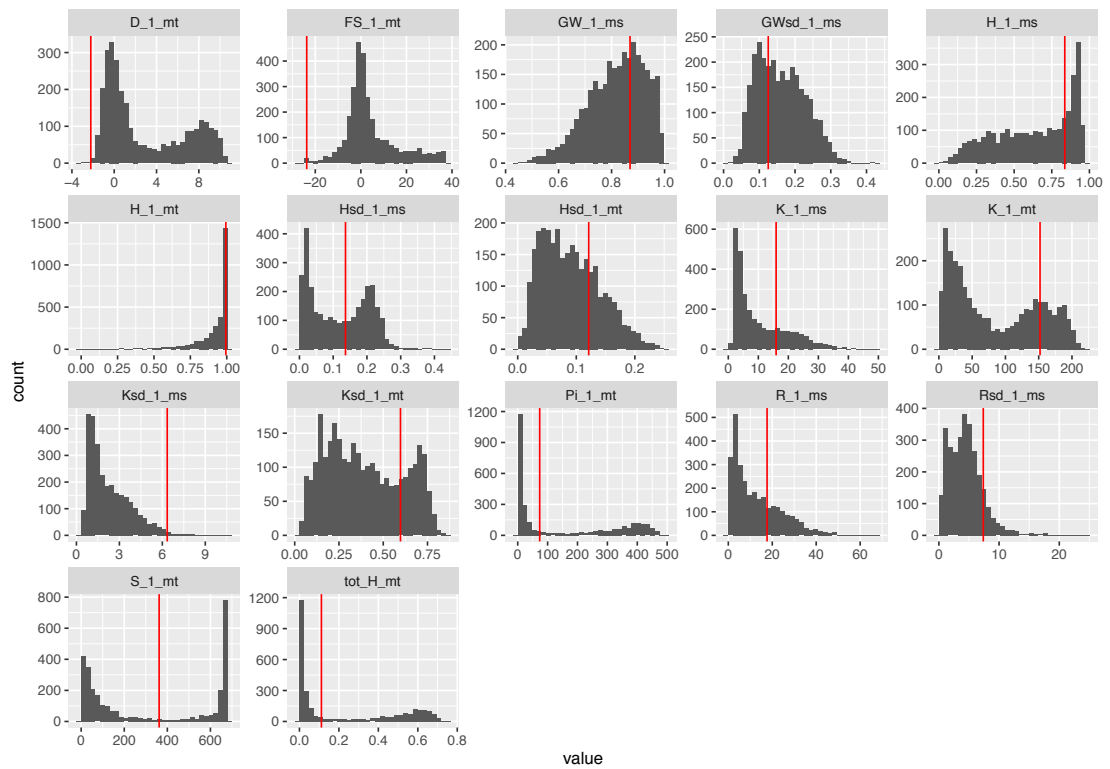 D_1_mt FS_1_mt GW_1_ms GWsd_1_ms H_1_ms
300 200 100 0
400 300 200 100 0
200 150 100 50 0
250 200 150 100 50 0
300 200 100 0
−4 0 4 8
−20 0 20 40
0.4 0.6 0.8 1.0
0.0 0.1 0.2 0.3 0.4
0.00 0.25 0.50 0.75 1.00
H_1_mt Hsd_1_ms Hsd_1_mt K_1_ms K_1_mt
1500 1000 500 0
400 300 200 100 0
200 150 100 50 0
600 400 200 0
200 100 0
0.00 0.25 0.50 0.75 1.00
0.0 0.1 0.2 0.3 0.4
0.0 0.1 0.2
0 10 20 30 40 50
0 50 100 150 200
count
Ksd_1_ms Ksd_1_mt Pi_1_mt R_1_ms Rsd_1_ms
400 300 200 100 0
150 100 50 0
1200 900 600 300 0
500 400 300 200 100 0
400 300 200 100 0
3 6 9
0.00 0.25 0.50 0.75
0 100 200 300 400 500
0 20 40 60
0 10 20
S_1_mt tot_H_mt
800 600 400 200 0
1200 900 600 300 0
0 200 400 600
0.0 0.2 0.4 0.6 0.8
value